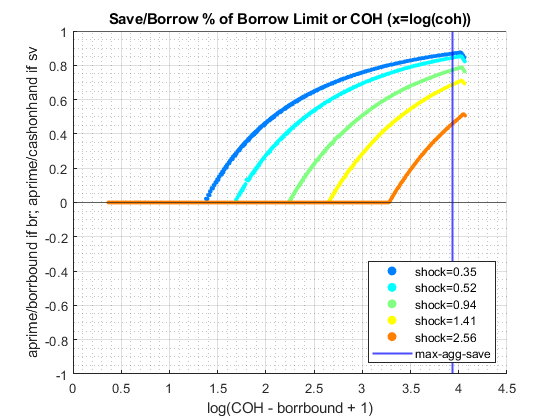 Save/Borrow % of Borrow Limit or COH (x=log(coh))
aprime/borrbound if br; aprime/cashonhand if sv
1
0.8
0.6
0.4
0.2
0
-0.2
-0.4
-0.6
-0.8
-1
shock=0.35
shock=0.52
shock=0.94
shock=1.41
shock=2.56
max-agg-save
0 0.5 1 1.5 2 2.5 3 3.5 4 4.5
log(COH - borrbound + 1)